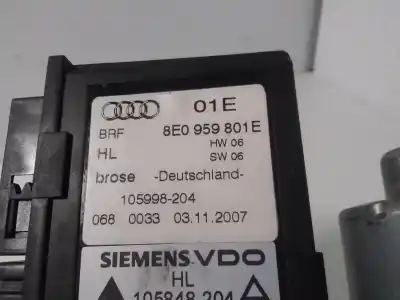 01E
BRF 8E0 959 801E
HL HW 06
SW 06
brose -Deutschland-
105998-204
068 0033 03.11.2007
SIEMENS VDO
HL
105848 204